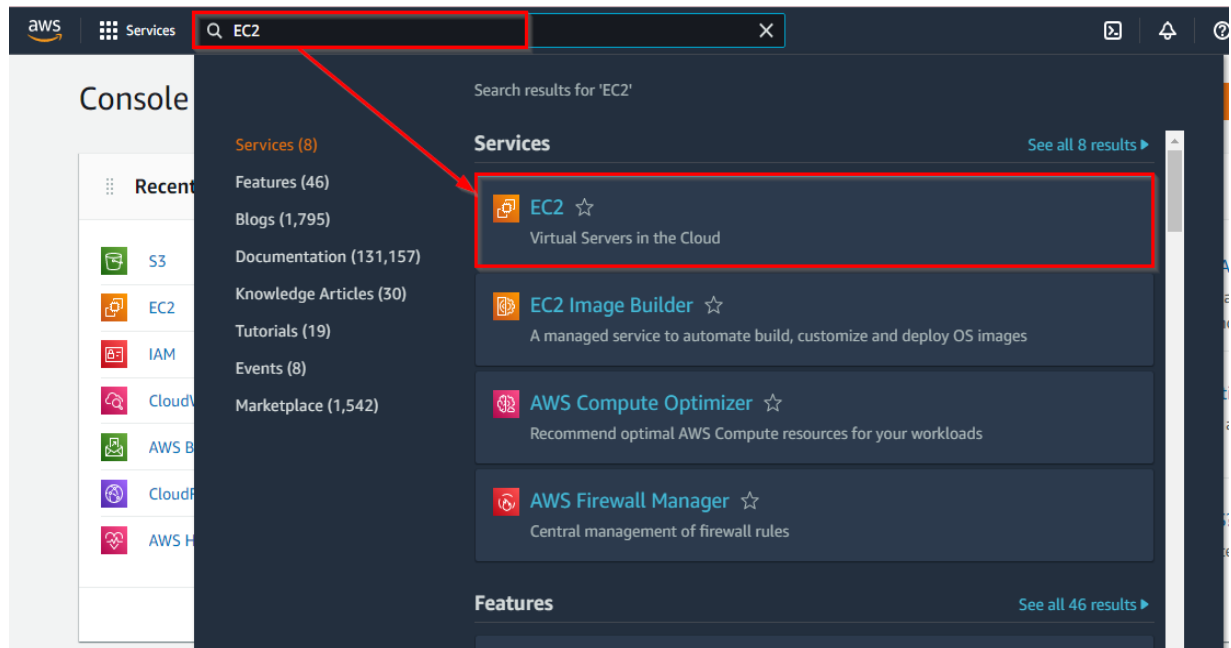 aws
Services
EC2
Console
Search results for 'EC2'
Recent
S3
EC2
IAM
AWS
AWS
Services (8)
Features (46)
Blogs (1,795)
Documentation (131,157)
Knowledge Articles (30)
Tutorials (19)
Events (8)
Marketplace (1,542)
Services
See all 8 results
EC2
Virtual Servers in the Cloud
EC2 Image Builder
A managed service to automate build, customize and deploy OS images
AWS Compute Optimizer
Recommend optimal AWS Compute resources for your workloads
AWS Firewall Manager
Central management of firewall rules
Features
See all 46 results